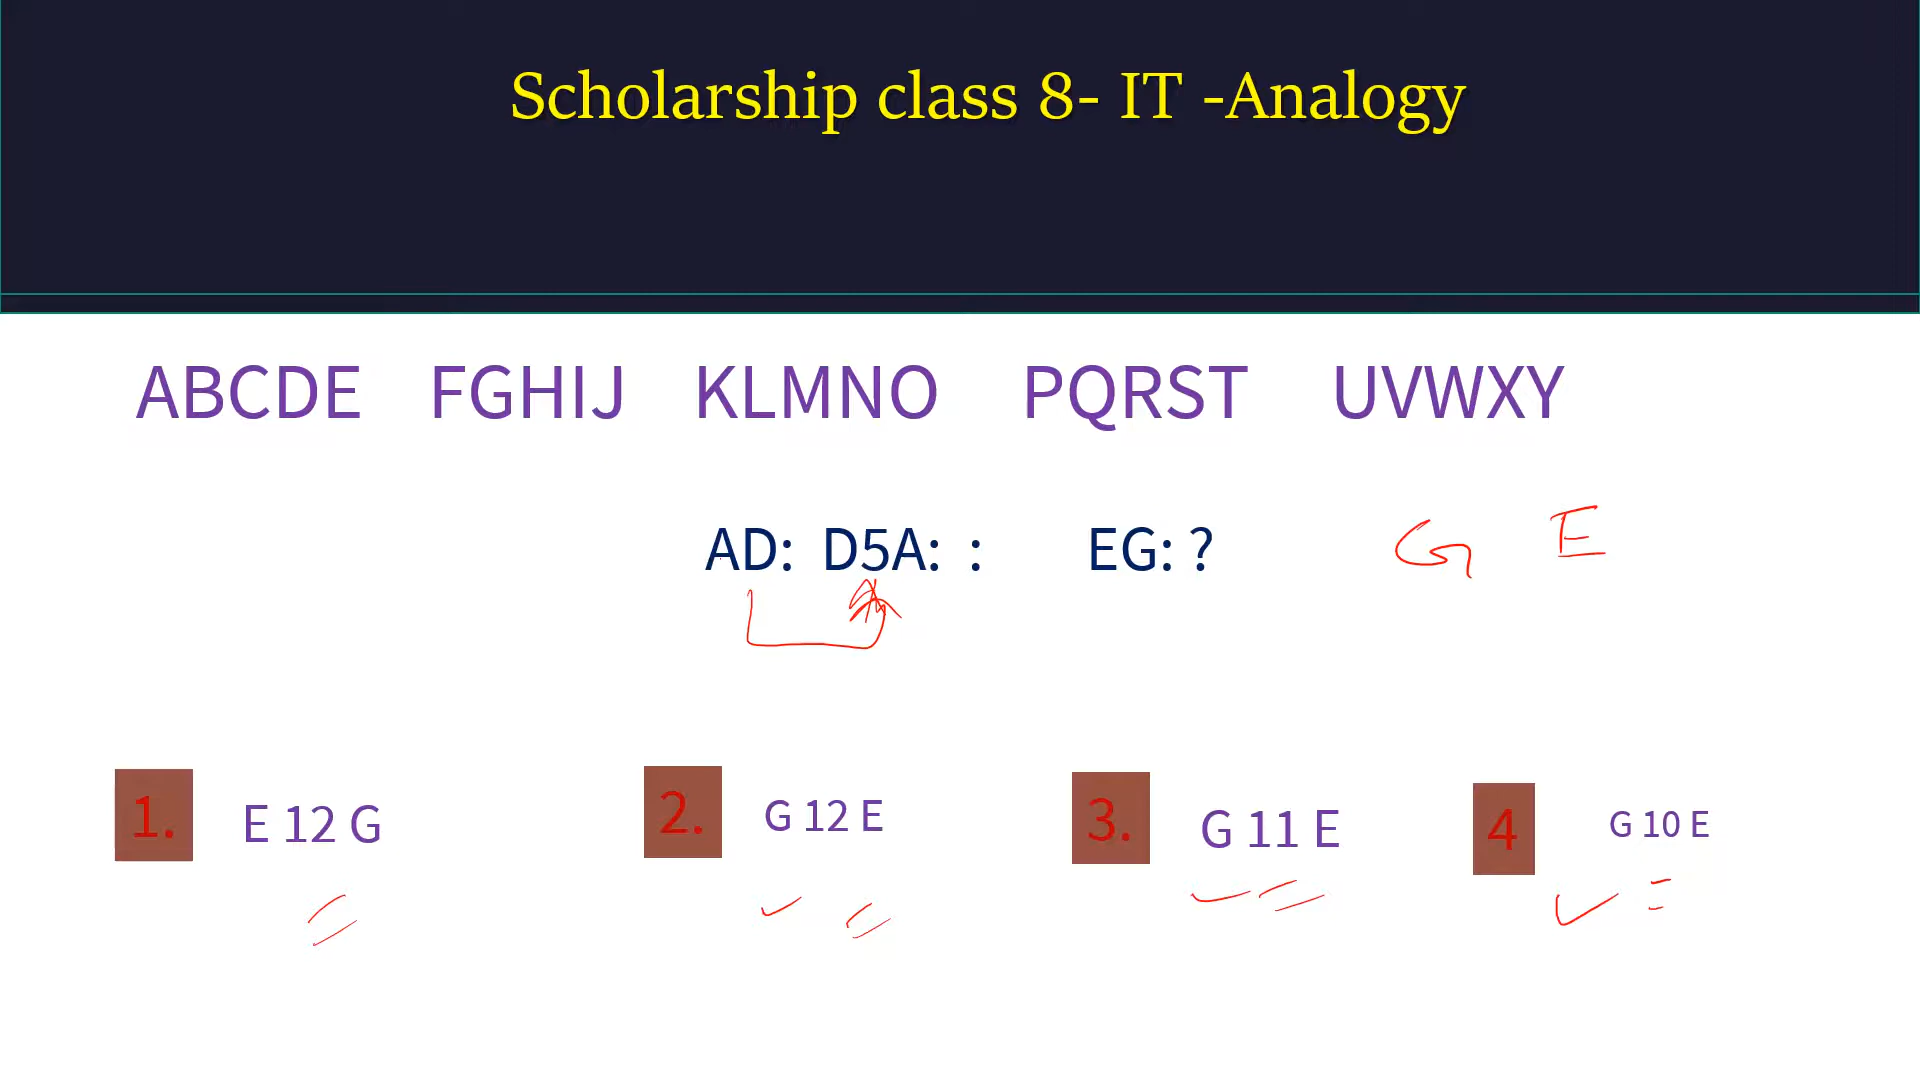 Scholarship class 8- IT -Analogy
ABCDE FGHIJ KLMNO PQRST UVWXY
AD: D5A: : EG: ? G E
1. E 12 G 2. G 12 E 3. G 11 E 4 G 10 E